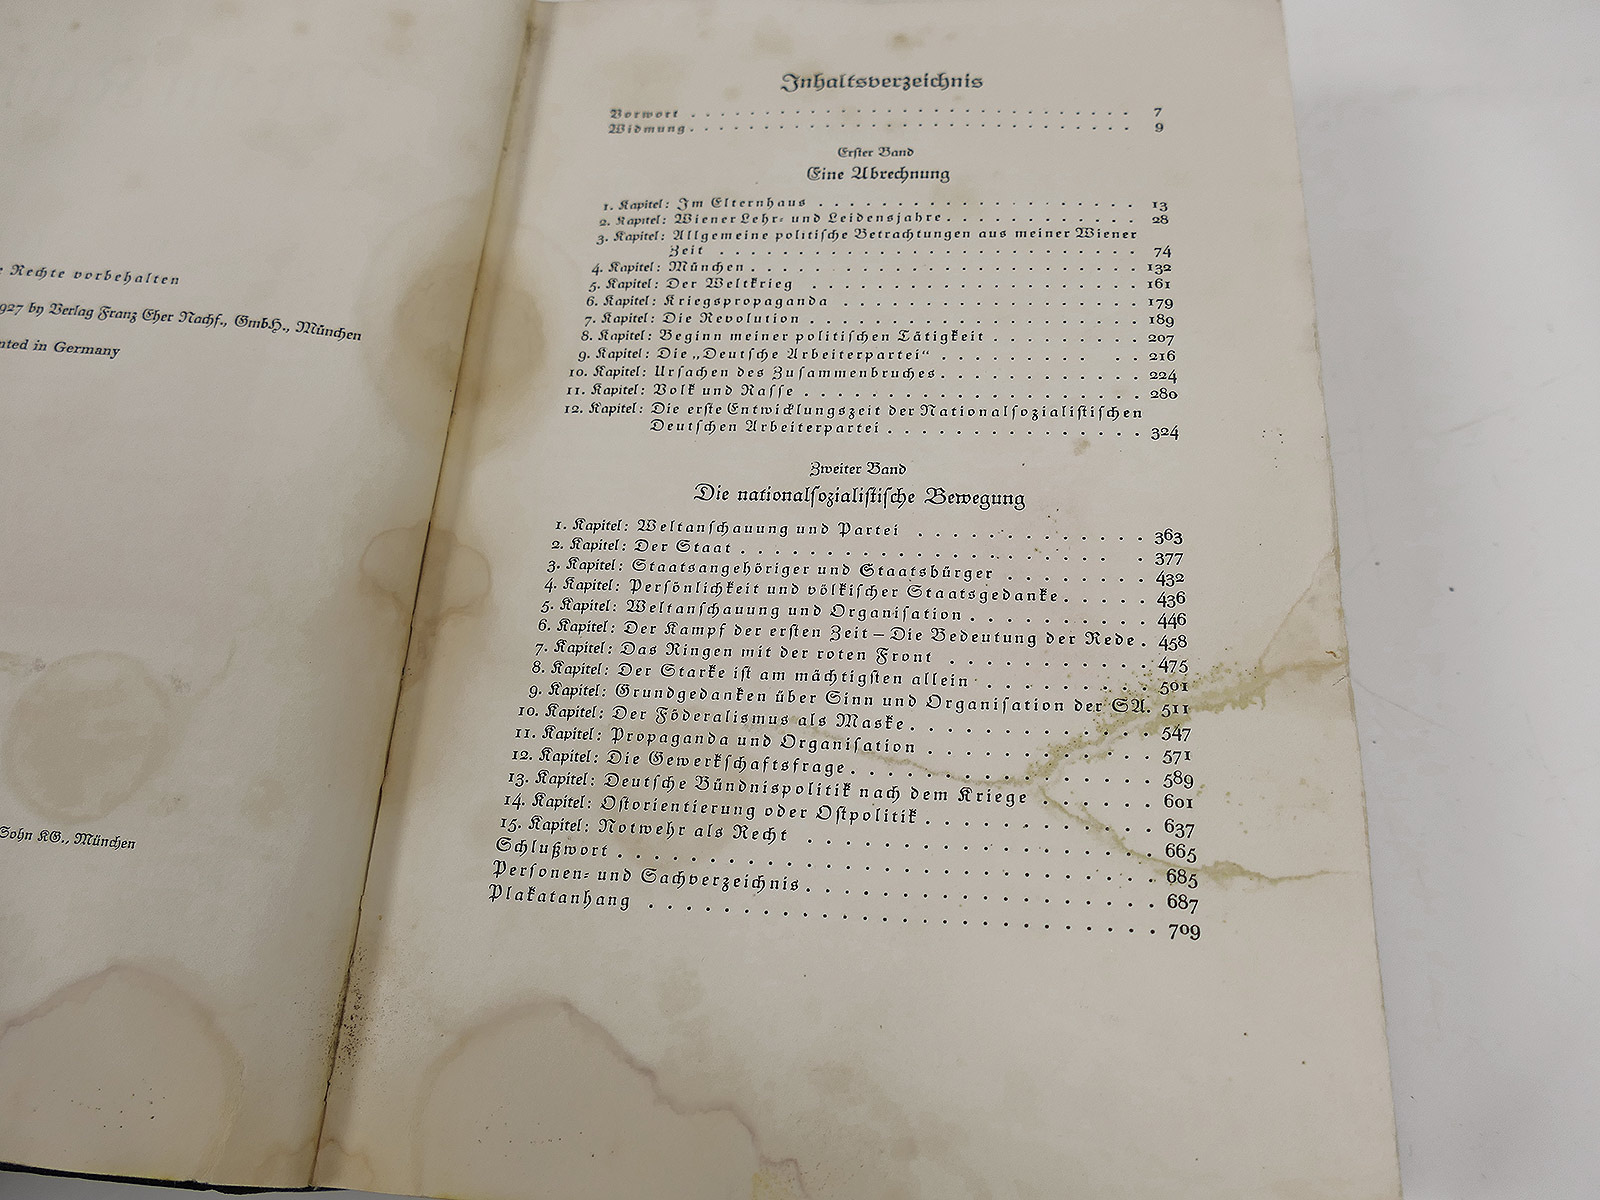 Rechte vorbehalten
927 by Verlag Franz Eher Nachf., GmbH., München
nted in Germany
Sohn KG., München
Inhaltsverzeichnis
Vorwort . . . . . . . . . . . . . . . . . . . . . . . . . 7
Widmung. . . . . . . . . . . . . . . . . . . . . . . . . 9
Erster Band
Eine Abrechnung
1. Kapitel: Im Elternhaus . . . . . . . . . . . . . . . . . . 13
2. Kapitel: Wiener Lehr- und Leidensjahre. . . . . . . . . . . 28
3. Kapitel: Allgemeine politische Betrachtungen aus meiner Wiener
Zeit . . . . . . . . . . . . . . . . . . . . . . . 74
4. Kapitel: München . . . . . . . . . . . . . . . . . . . . . 132
5. Kapitel: Der Weltkrieg . . . . . . . . . . . . . . . . . . 161
6. Kapitel: Kriegspropaganda . . . . . . . . . . . . . . . . 179
7. Kapitel: Die Revolution . . . . . . . . . . . . . . . . . . 189
8. Kapitel: Beginn meiner politischen Tätigkeit . . . . . . . . 207
9. Kapitel: Die „Deutsche Arbeiterpartei“ . . . . . . . . . . . 216
10. Kapitel: Ursachen des Zusammenbruches. . . . . . . . . . . 224
11. Kapitel: Volk und Rasse . . . . . . . . . . . . . . . . . . 280
12. Kapitel: Die erste Entwicklungszeit der Nationalsozialistischen
Deutschen Arbeiterpartei . . . . . . . . . . . . . . 324
Zweiter Band
Die nationalsozialistische Bewegung
1. Kapitel: Weltanschauung und Partei . . . . . . . . . . . . 363
2. Kapitel: Der Staat . . . . . . . . . . . . . . . . . . . . 377
3. Kapitel: Staatsangehöriger und Staatsbürger . . . . . . . . 432
4. Kapitel: Persönlichkeit und völkischer Staatsgedanke. . . . . 436
5. Kapitel: Weltanschauung und Organisation . . . . . . . . . 446
6. Kapitel: Der Kampf der ersten Zeit – Die Bedeutung der Rede . 458
7. Kapitel: Das Ringen mit der roten Front . . . . . . . . . . 475
8. Kapitel: Der Starke ist am mächtigsten allein . . . . . . . . 501
9. Kapitel: Grundgedanken über Sinn und Organisation der SA. 511
10. Kapitel: Der Föderalismus als Maske. . . . . . . . . . . . 547
11. Kapitel: Propaganda und Organisation . . . . . . . . . . . 571
12. Kapitel: Die Gewerkschaftsfrage. . . . . . . . . . . . . . . 589
13. Kapitel: Deutsche Bündnispolitik nach dem Kriege . . . . . . 601
14. Kapitel: Ostorientierung oder Ostpolitik . . . . . . . . . . . 637
15. Kapitel: Notwehr als Recht . . . . . . . . . . . . . . . . 665
Schlußwort . . . . . . . . . . . . . . . . . . . . . . . . . 685
Personen- und Sachverzeichnis. . . . . . . . . . . . . . . . . 687
Plakatanhang . . . . . . . . . . . . . . . . . . . . . . . . 709